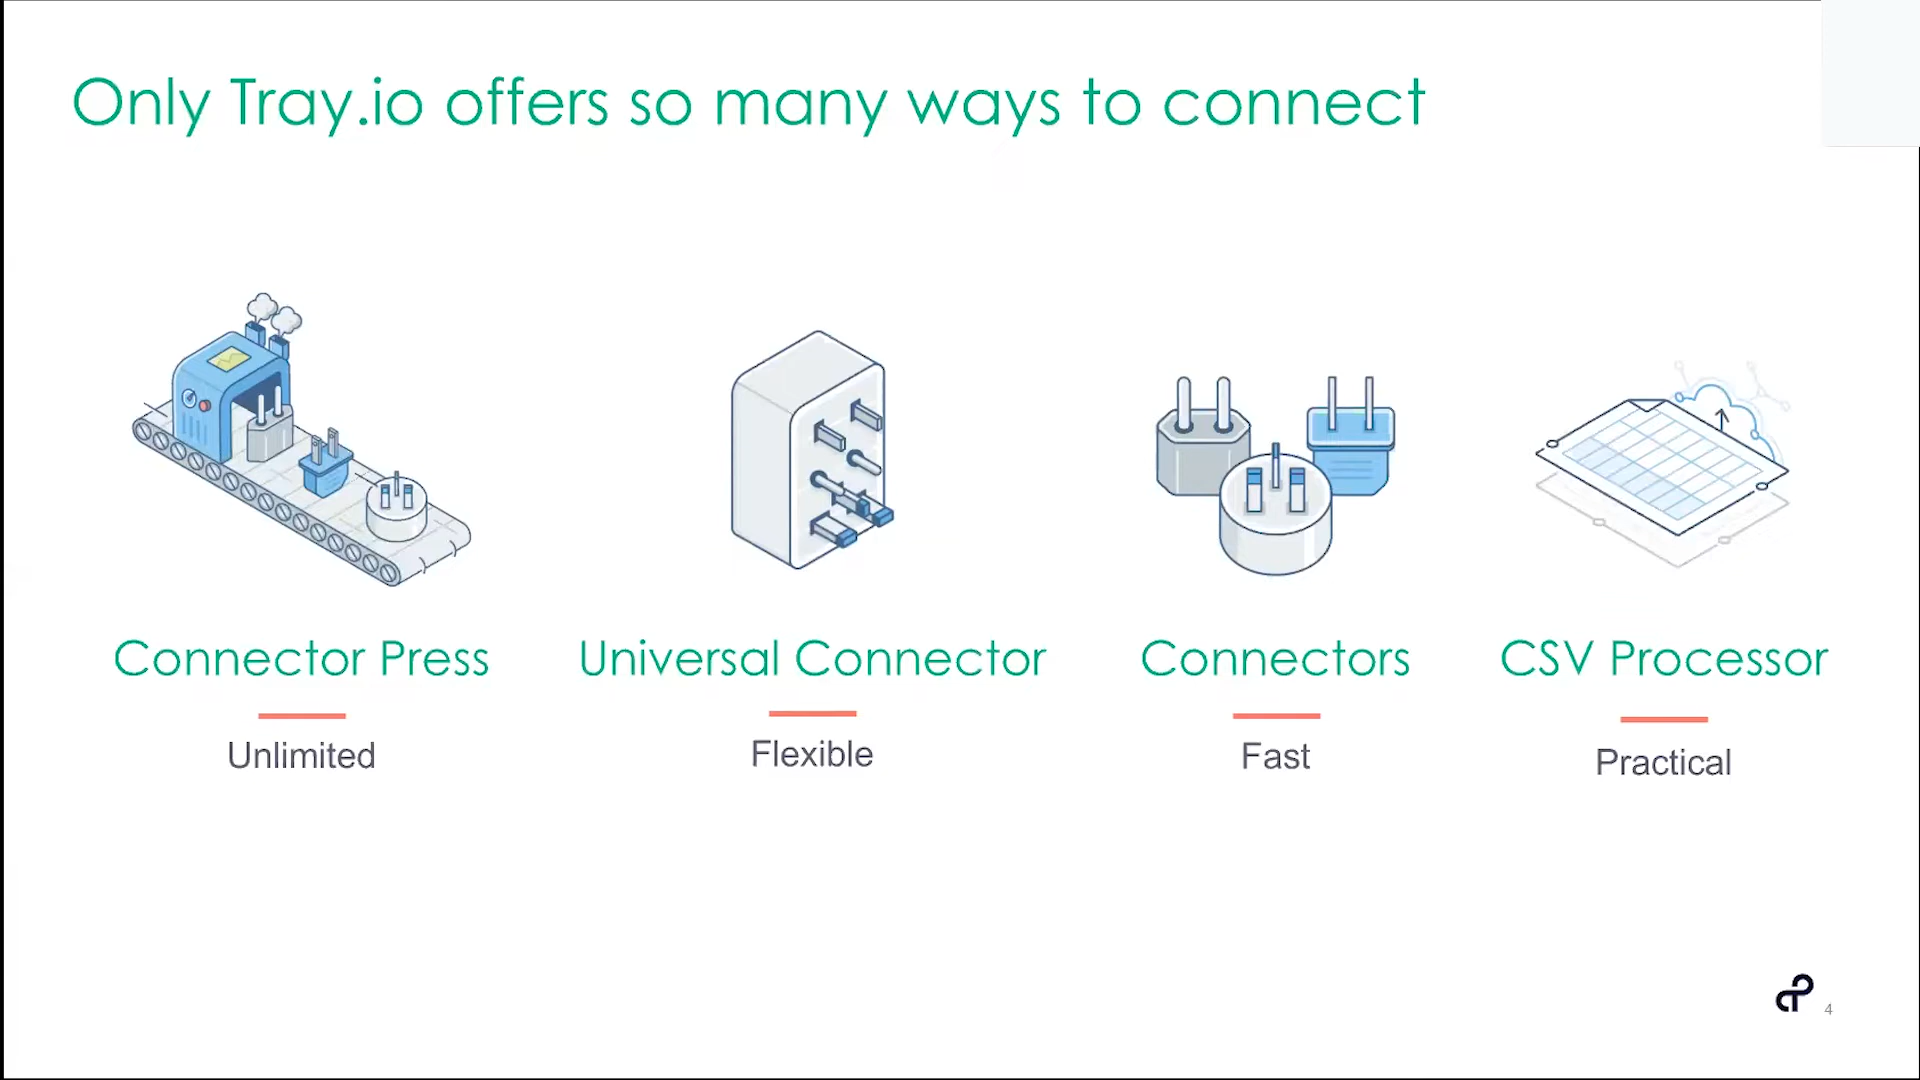 Only Tray.io offers so many ways to connect
Connector Press
Unlimited
Universal Connector
Flexible
Connectors
Fast
CSV Processor
Practical
4